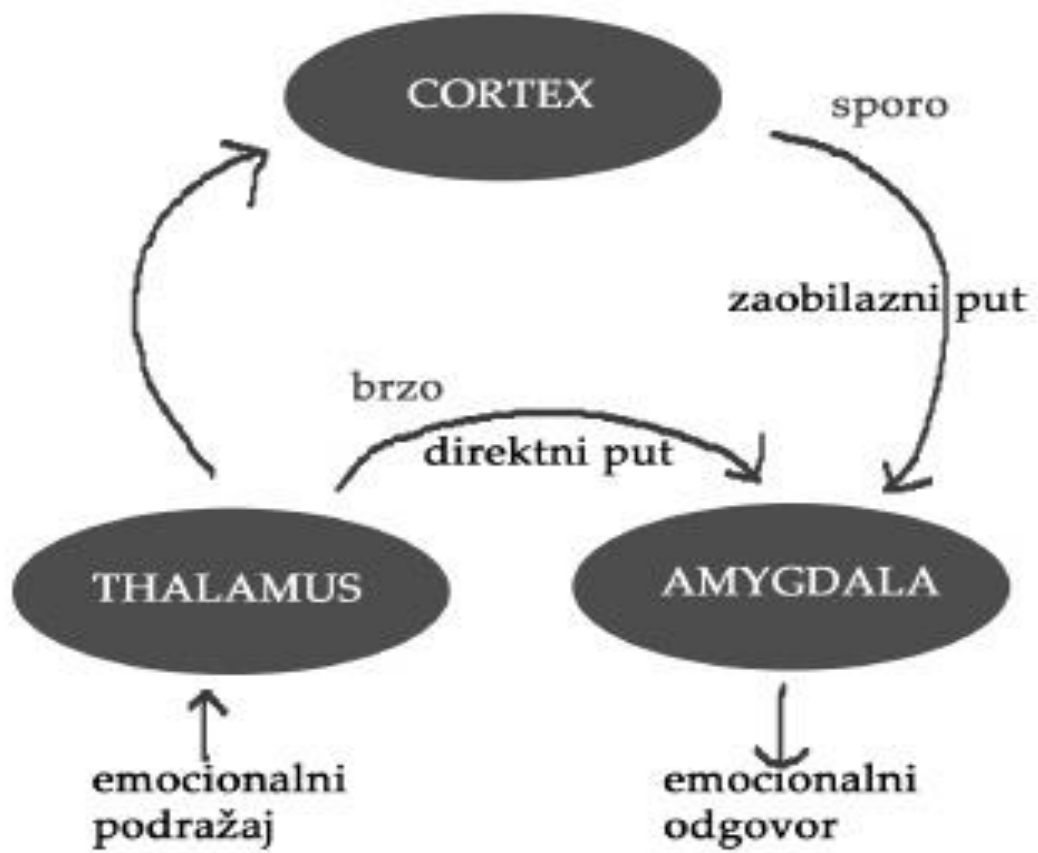 CORTEX
sporo
zaobilazni put
brzo
direktni put
THALAMUS
AMYGDALA
emocionalni
podražaj
emocionalni
odgovor